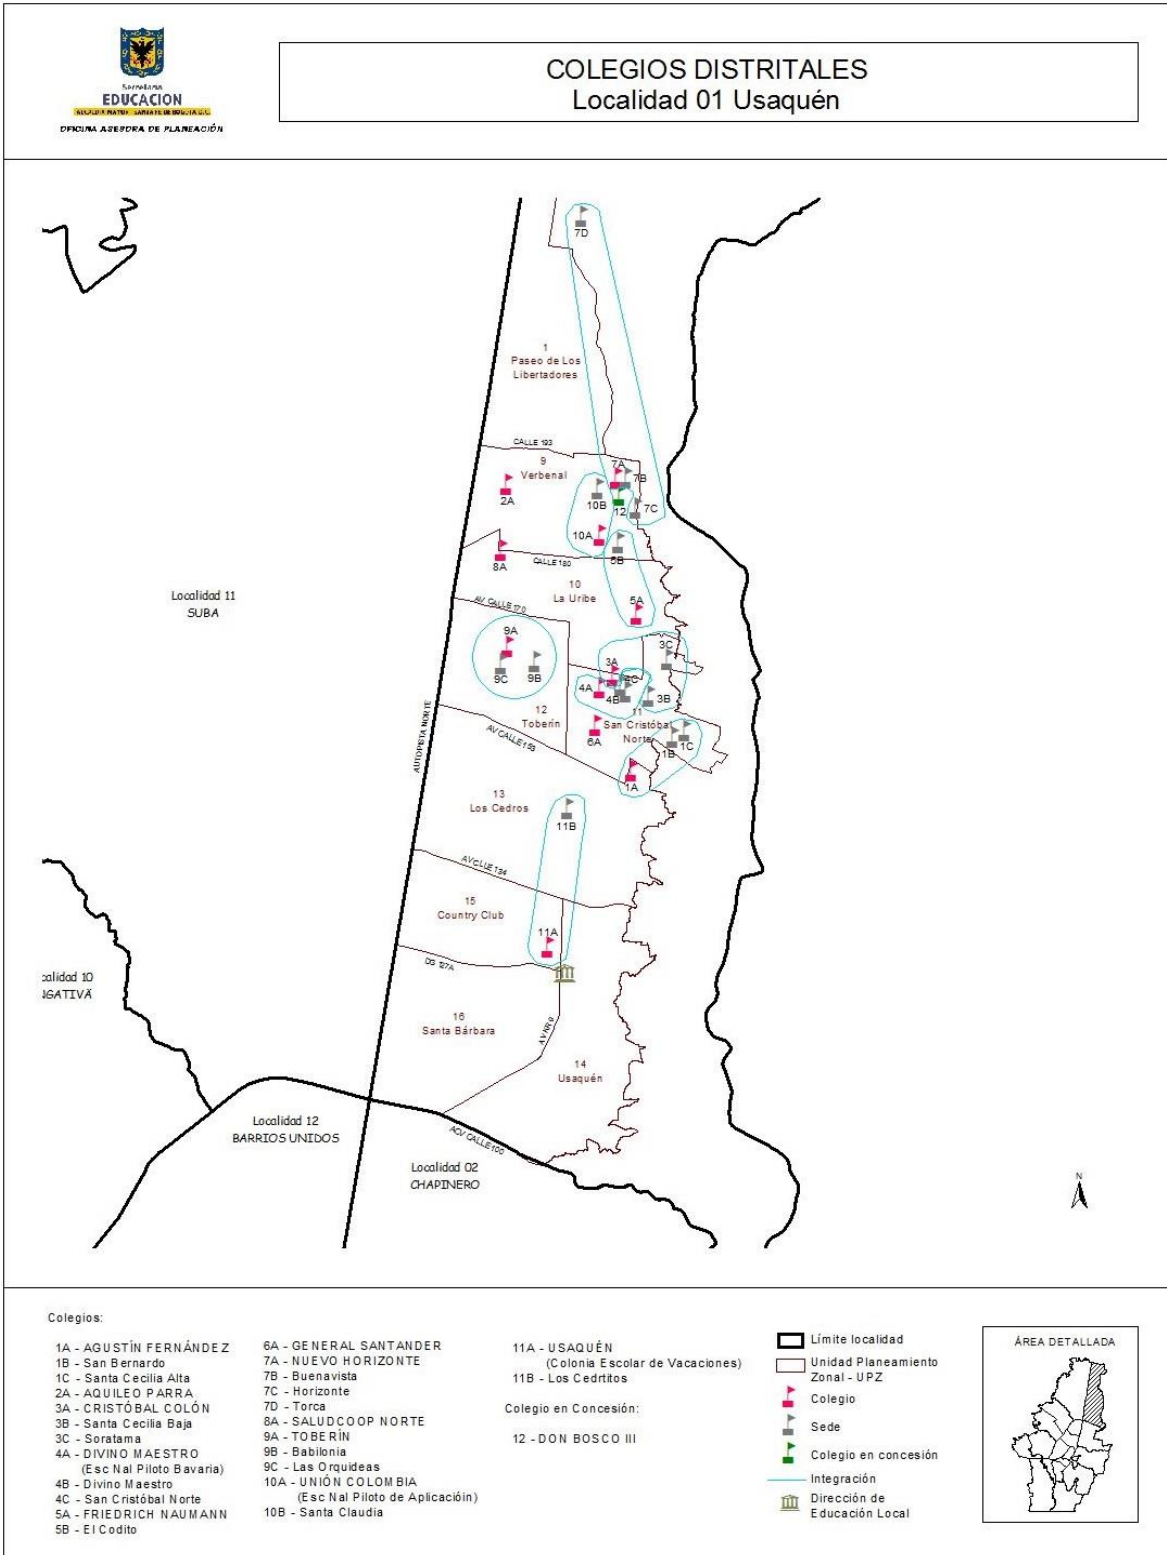 Secretaría
EDUCACION
ALCALDIA MAYOR SANTA FE DE BOGOTA D.C.
OFICINA ASESORA DE PLANEACIÓN
COLEGIOS DISTRITALES
Localidad 01 Usaquén
7D
1
Paseo de Los
Libertadores
CALLE 193
9
Verbenal
7A
7B
2A
10B
12
7C
10A
8A
CALLE 180
5B
10
La Uribe
Localidad 11
SUBA
AV CALLE 170
5A
9A
9C
9B
3A
3C
4A
4C
4B
3B
12
Toberín
11
San Cristóbal
Norte
6A
1B
1C
AUTOPISTA NORTE
AV CALLE 153
1A
13
Los Cedros
11B
AV CLLE 134
15
Country Club
11A
DG 127A
calidad 10
IGATIVÁ
16
Santa Bárbara
AV KR 9
14
Usaquén
Localidad 12
BARRIOS UNIDOS
ACV CALLE 100
Localidad 02
CHAPINERO
N
Colegios:
1A - AGUSTÍN FERNÁNDEZ
1B - San Bernardo
1C - Santa Cecilia Alta
2A - AQUILEO PARRA
3A - CRISTÓBAL COLÓN
3B - Santa Cecilia Baja
3C - Soratama
4A - DIVINO MAESTRO
(Esc Nal Piloto Bavaria)
4B - Divino Maestro
4C - San Cristóbal Norte
5A - FRIEDRICH NAUMANN
5B - El Codito
6A - GENERAL SANTANDER
7A - NUEVO HORIZONTE
7B - Buenavista
7C - Horizonte
7D - Torca
8A - SALUDCOOP NORTE
9A - TOBERÍN
9B - Babilonia
9C - Las Orquideas
10A - UNIÓN COLOMBIA
(Esc Nal Piloto de Aplicacióin)
10B - Santa Claudia
11A - USAQUÉN
(Colonia Escolar de Vacaciones)
11B - Los Cedrtitos
Colegio en Concesión:
12 - DON BOSCO III
Límite localidad
Unidad Planeamiento
Zonal - UPZ
Colegio
Sede
Colegio en concesión
Integración
Dirección de
Educación Local
ÁREA DETALLADA